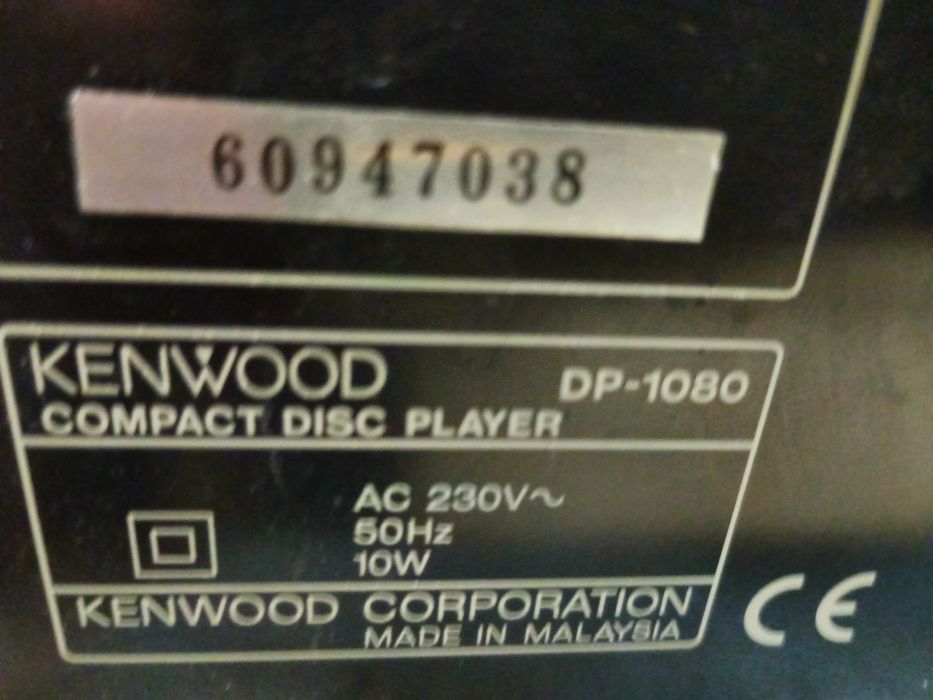 60947038
KENWOOD DP-1080
COMPACT DISC PLAYER
AC 230V~
50Hz
10W
KENWOOD CORPORATION
MADE IN MALAYSIA
CE